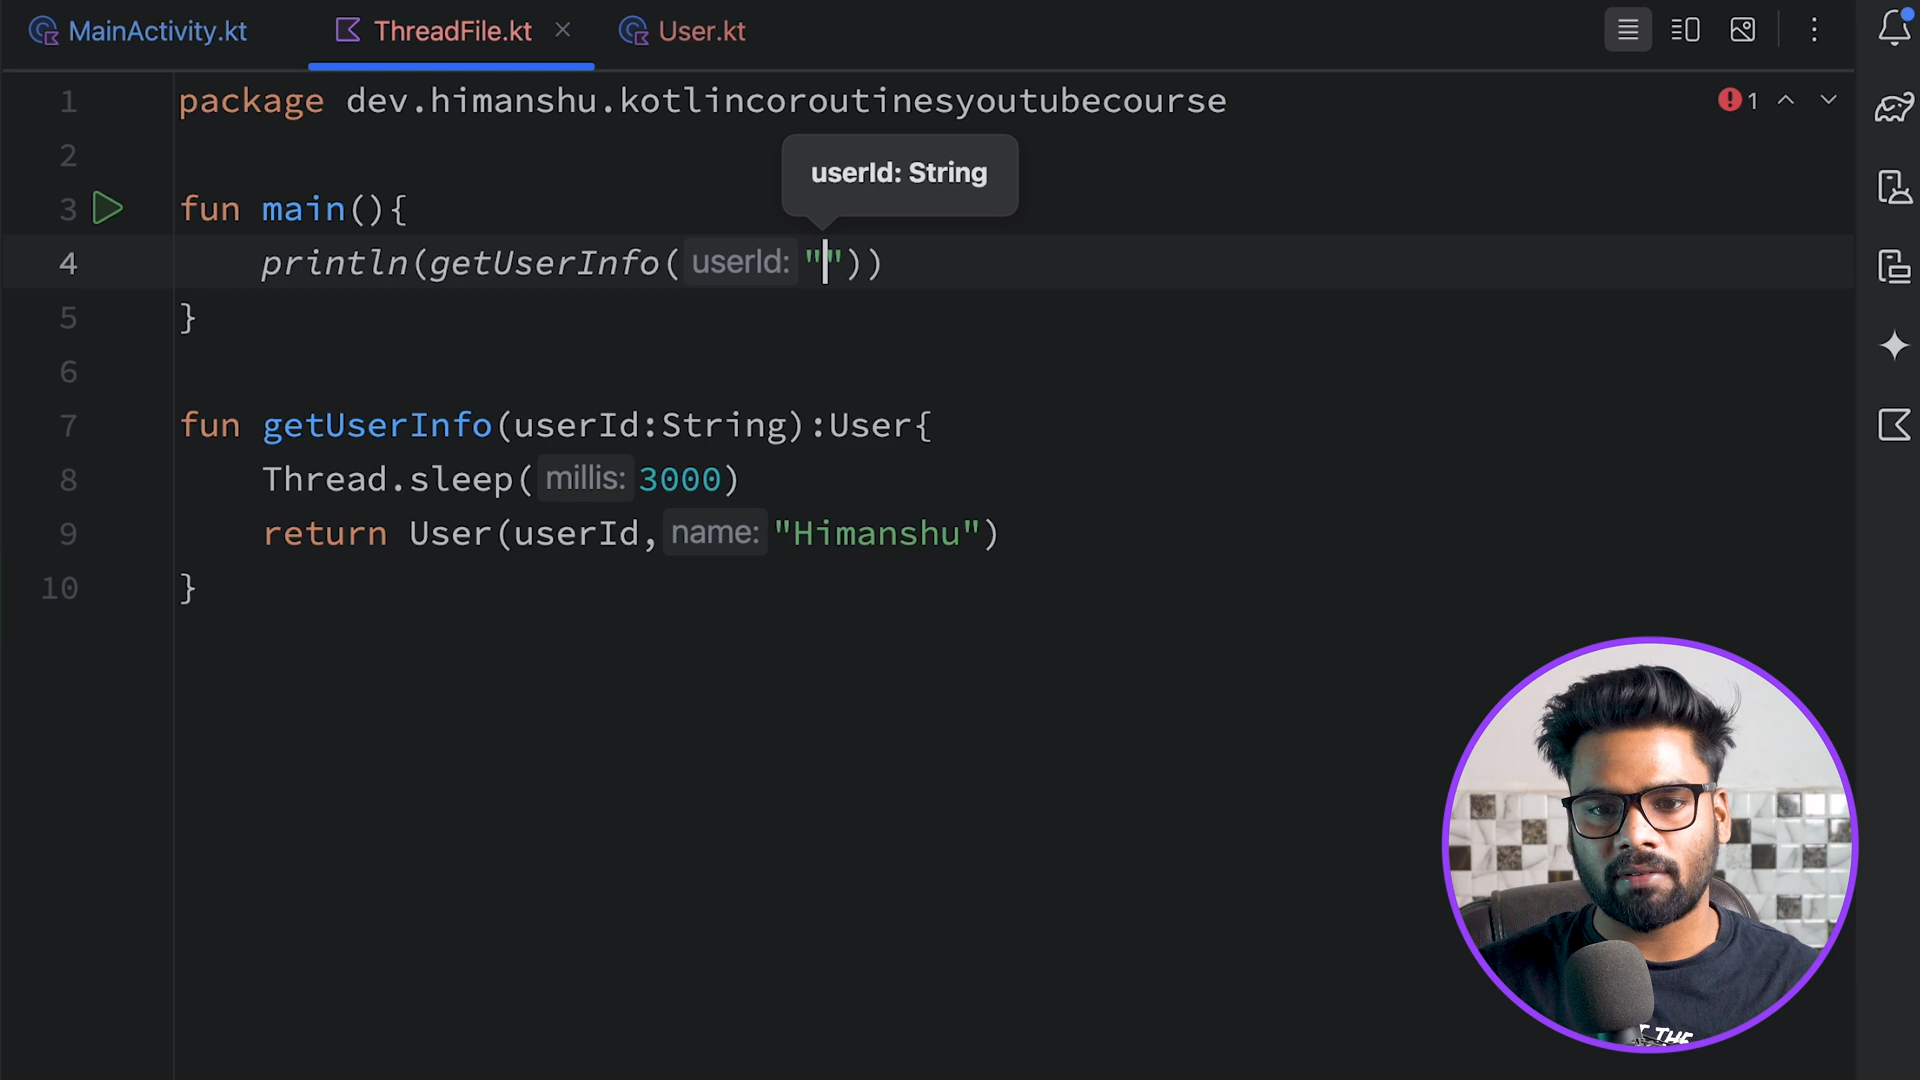 MainActivity.kt ThreadFile.kt User.kt
1 package dev.himanshu.kotlincoroutinesyoutubecourse 1
2
userId: String
3 fun main(){
4 println(getUserInfo( userId: ""))
5 }
6
7 fun getUserInfo(userId:String):User{
8 Thread.sleep( millis: 3000)
9 return User(userId, name: "Himanshu")
10 }
THE